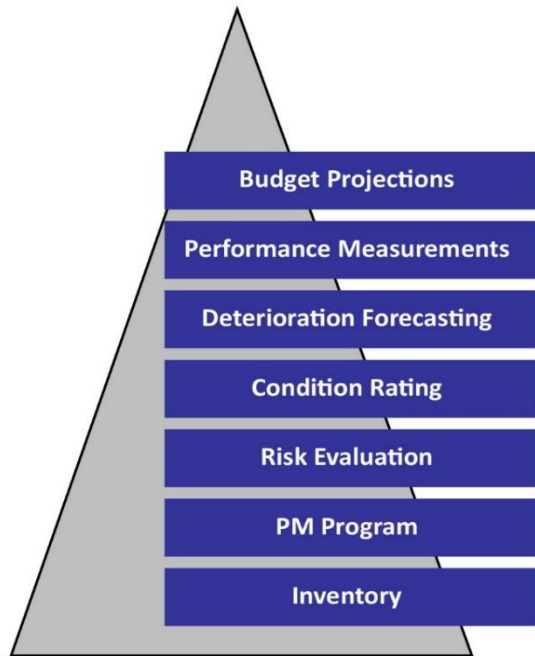 Budget Projections
Performance Measurements
Deterioration Forecasting
Condition Rating
Risk Evaluation
PM Program
Inventory